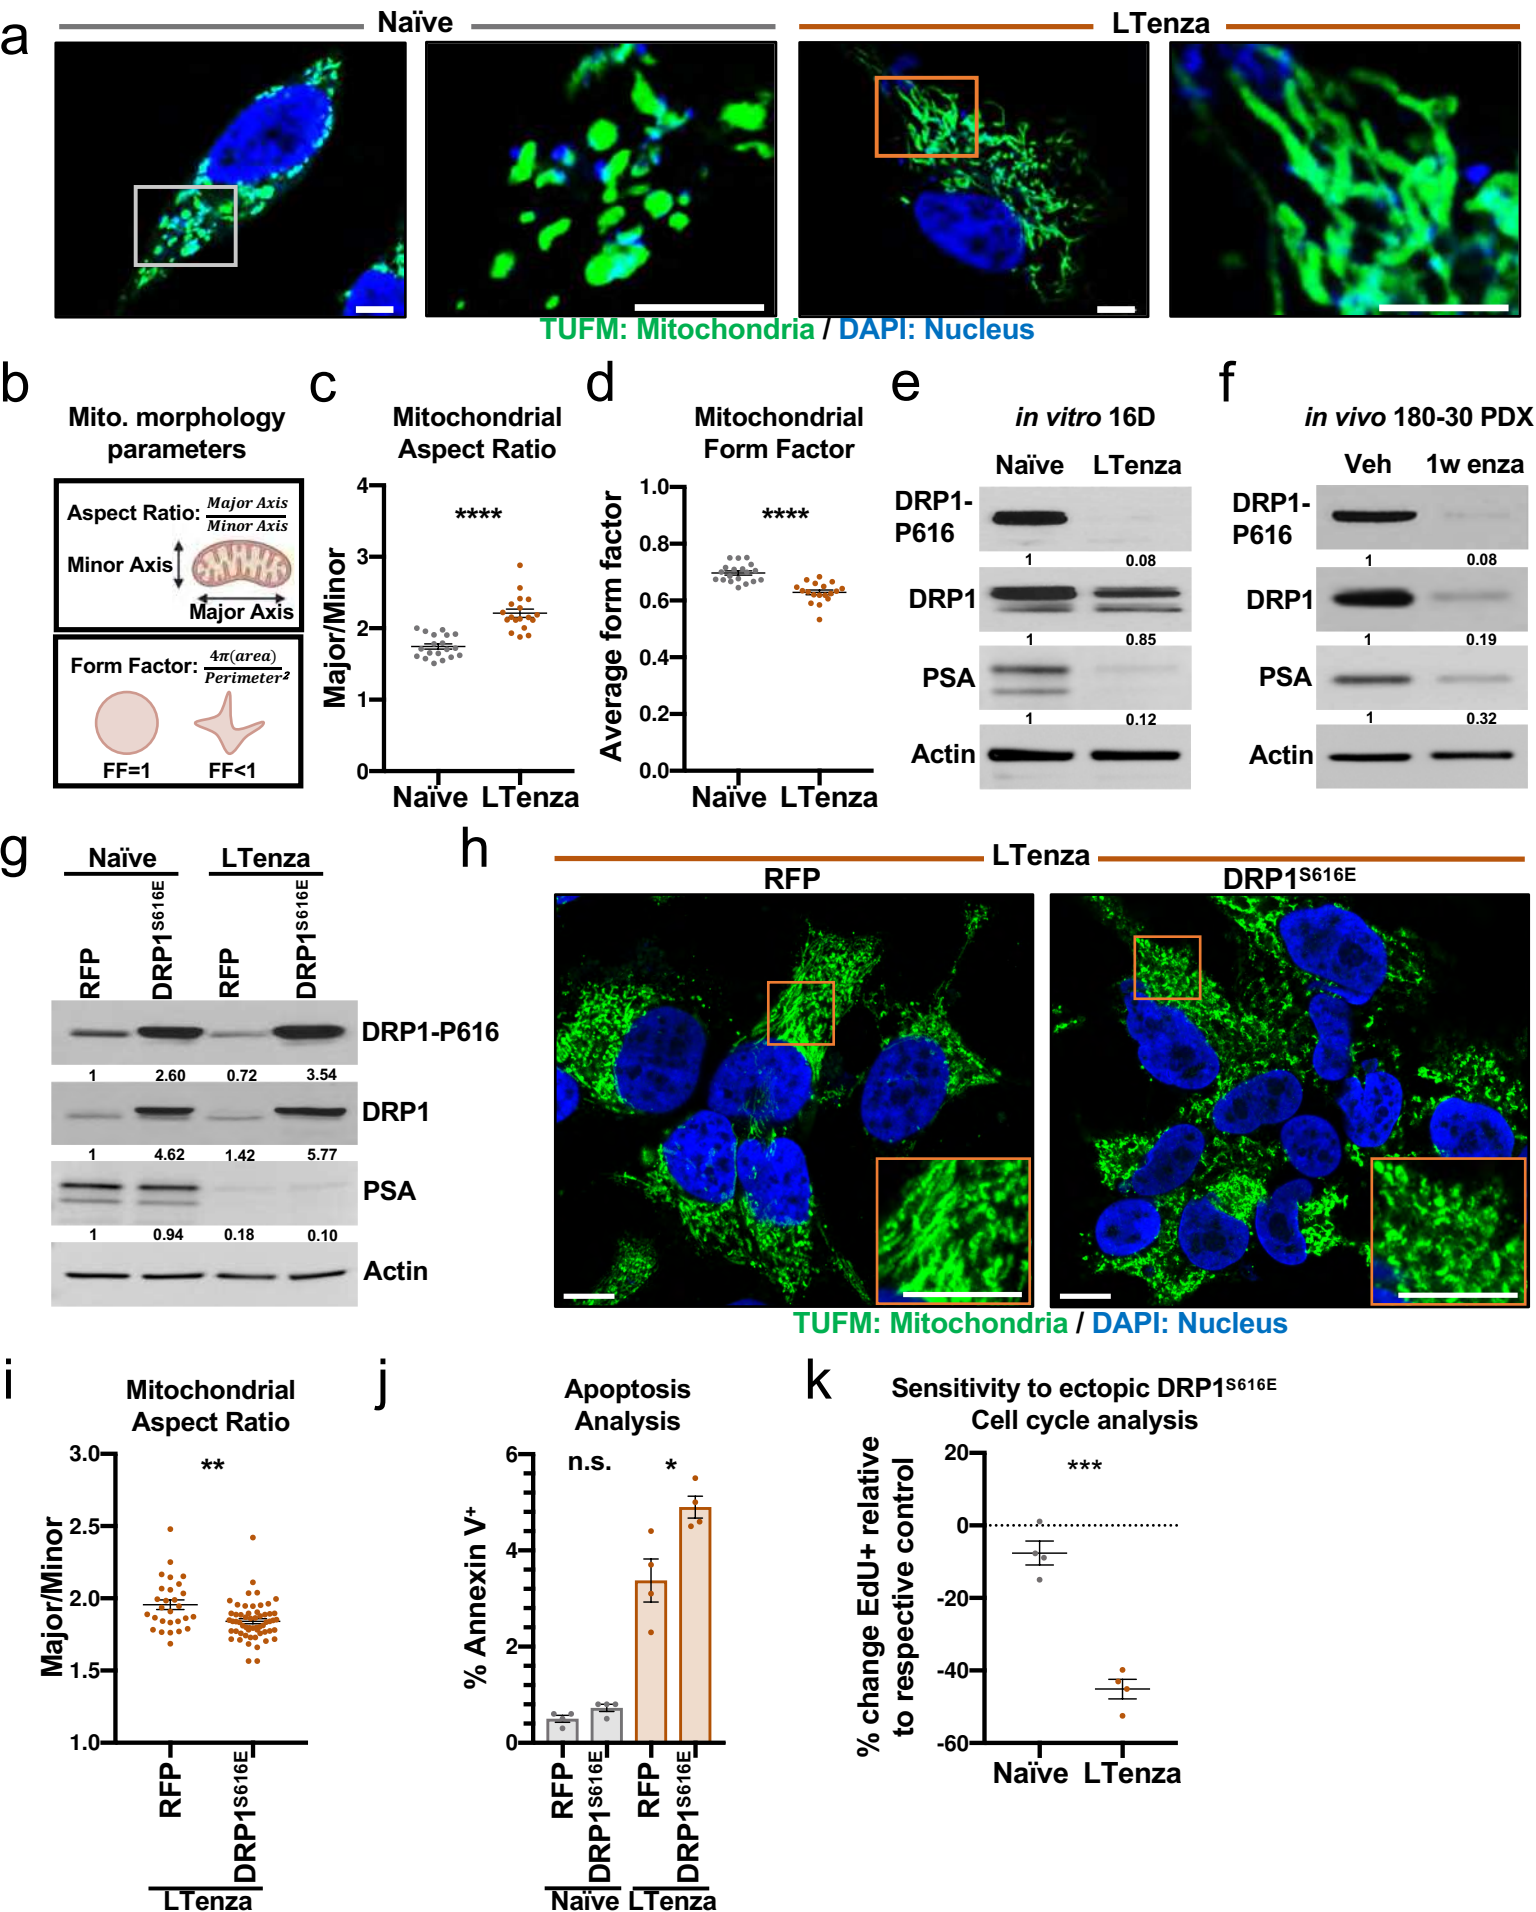 a
Naïve
LTenza
TUFM: Mitochondria / DAPI: Nucleus
b
Mito. morphology
parameters
Aspect Ratio: Major Axis
Minor Axis
Minor Axis
Major Axis
Form Factor: 4π(area)
Perimeter²
FF=1
FF<1
c
Mitochondrial
Aspect Ratio
Major/Minor
4
3
2
1
0
****
Naïve LTenza
d
Mitochondrial
Form Factor
Average form factor
1.0
0.8
0.6
0.4
0.2
0.0
****
Naïve LTenza
e
in vitro 16D
Naïve LTenza
DRP1-
P616
1 0.08
DRP1
1 0.85
PSA
1 0.12
Actin
f
in vivo 180-30 PDX
Veh 1w enza
DRP1-
P616
1 0.08
DRP1
1 0.19
PSA
1 0.32
Actin
g
Naïve LTenza
RFP DRP1S616E RFP DRP1S616E
DRP1-P616
1 2.60 0.72 3.54
DRP1
1 4.62 1.42 5.77
PSA
1 0.94 0.18 0.10
Actin
h
LTenza
RFP DRP1S616E
TUFM: Mitochondria / DAPI: Nucleus
i
Mitochondrial
Aspect Ratio
Major/Minor
3.0
2.5
2.0
1.5
1.0
**
RFP DRP1S616E
LTenza
j
Apoptosis
Analysis
% Annexin V+
6
4
2
0
n.s. *
RFP DRP1S616E RFP DRP1S616E
Naïve LTenza
k
Sensitivity to ectopic DRP1S616E
Cell cycle analysis
% change EdU+ relative
to respective control
20
0
-20
-40
-60
***
Naïve LTenza